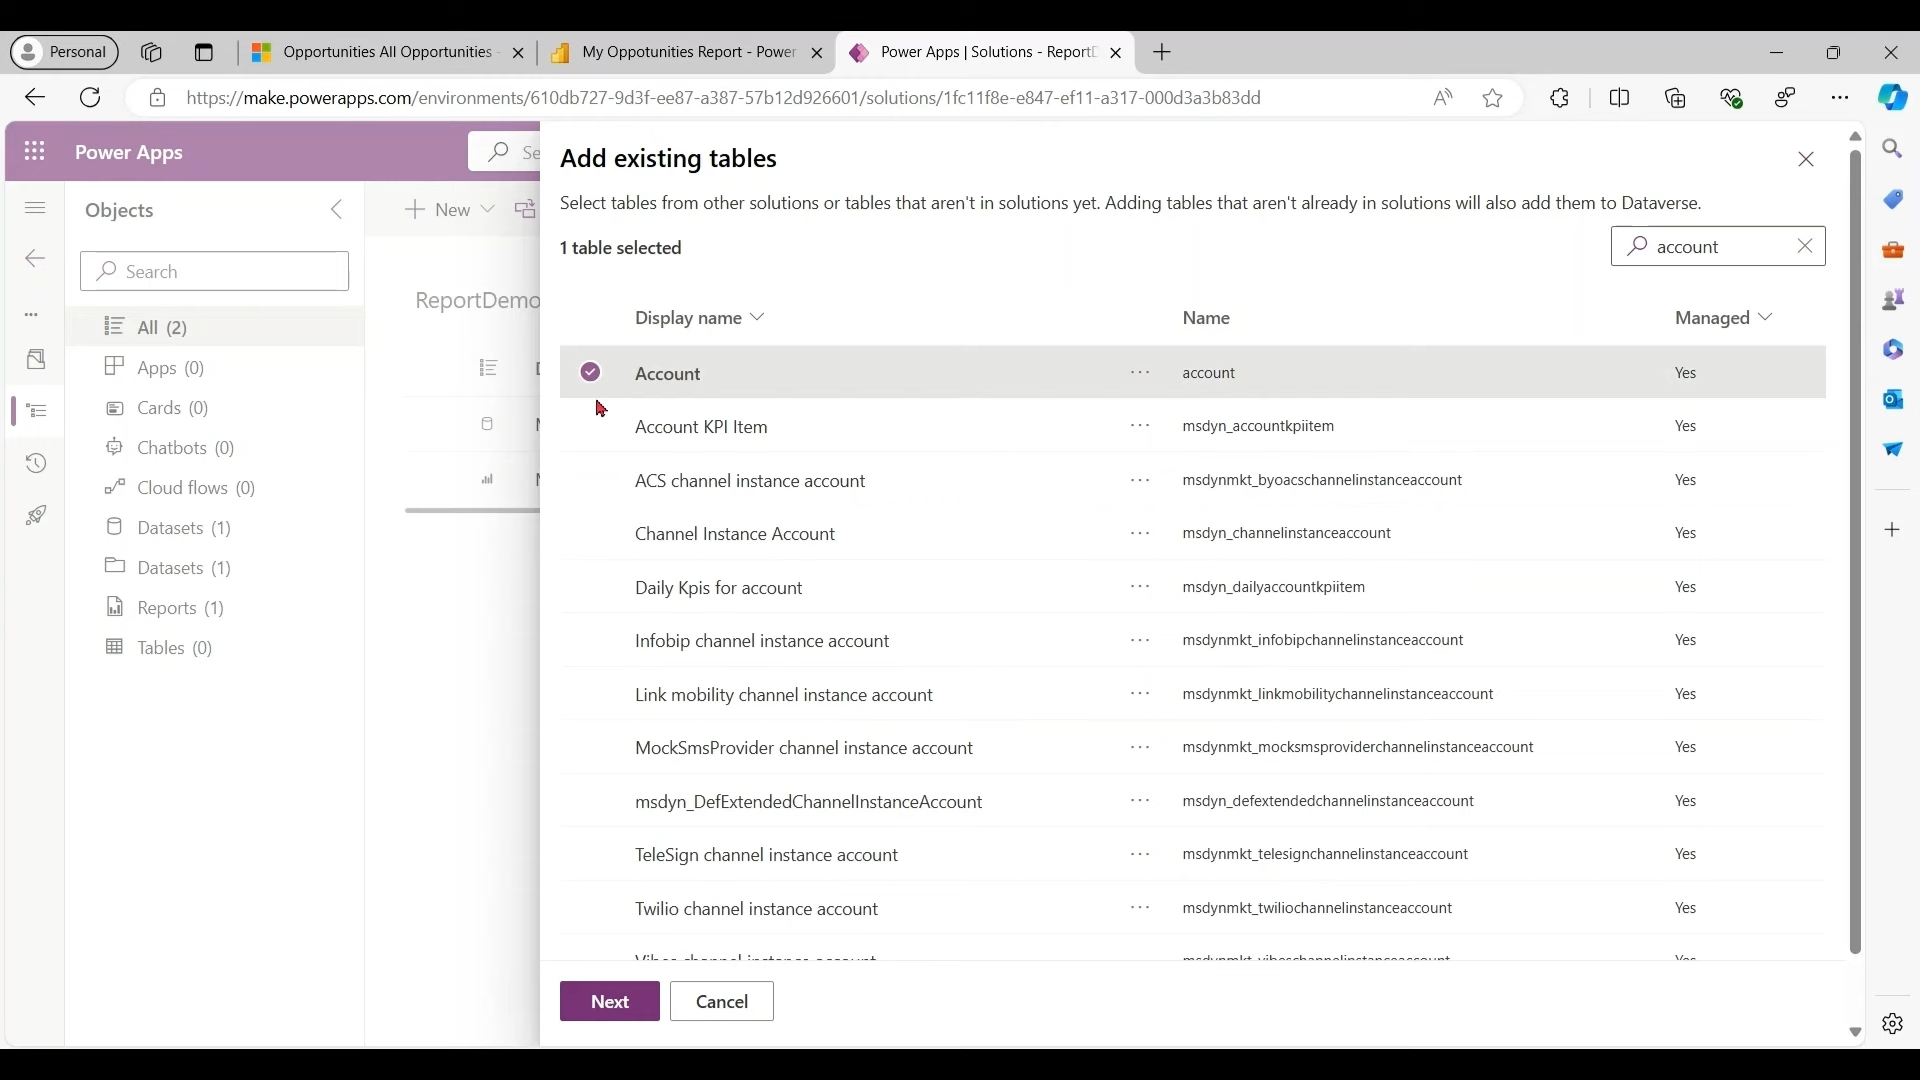 Personal
Opportunities All Opportunities -
My Oppotunities Report - Power
Power Apps | Solutions - ReportD
https://make.powerapps.com/environments/610db727-9d3f-ee87-a387-57b12d926601/solutions/1fc11f8e-e847-ef11-a317-000d3a3b83dd
Power Apps
Se
Objects
Search
All (2)
Apps (0)
Cards (0)
Chatbots (0)
Cloud flows (0)
Datasets (1)
Datasets (1)
Reports (1)
Tables (0)
New
ReportDemo
Add existing tables
Select tables from other solutions or tables that aren't in solutions yet. Adding tables that aren't already in solutions will also add them to Dataverse.
1 table selected
account
Display name Name Managed
Account ... account Yes
Account KPI Item ... msdyn_accountkpiitem Yes
ACS channel instance account ... msdynmkt_byoacschannelinstanceaccount Yes
Channel Instance Account ... msdyn_channelinstanceaccount Yes
Daily Kpis for account ... msdyn_dailyaccountkpiitem Yes
Infobip channel instance account ... msdynmkt_infobipchannelinstanceaccount Yes
Link mobility channel instance account ... msdynmkt_linkmobilitychannelinstanceaccount Yes
MockSmsProvider channel instance account ... msdynmkt_mocksmsproviderchannelinstanceaccount Yes
msdyn_DefExtendedChannelInstanceAccount ... msdyn_defextendedchannelinstanceaccount Yes
TeleSign channel instance account ... msdynmkt_telesignchannelinstanceaccount Yes
Twilio channel instance account ... msdynmkt_twiliochannelinstanceaccount Yes
Next
Cancel